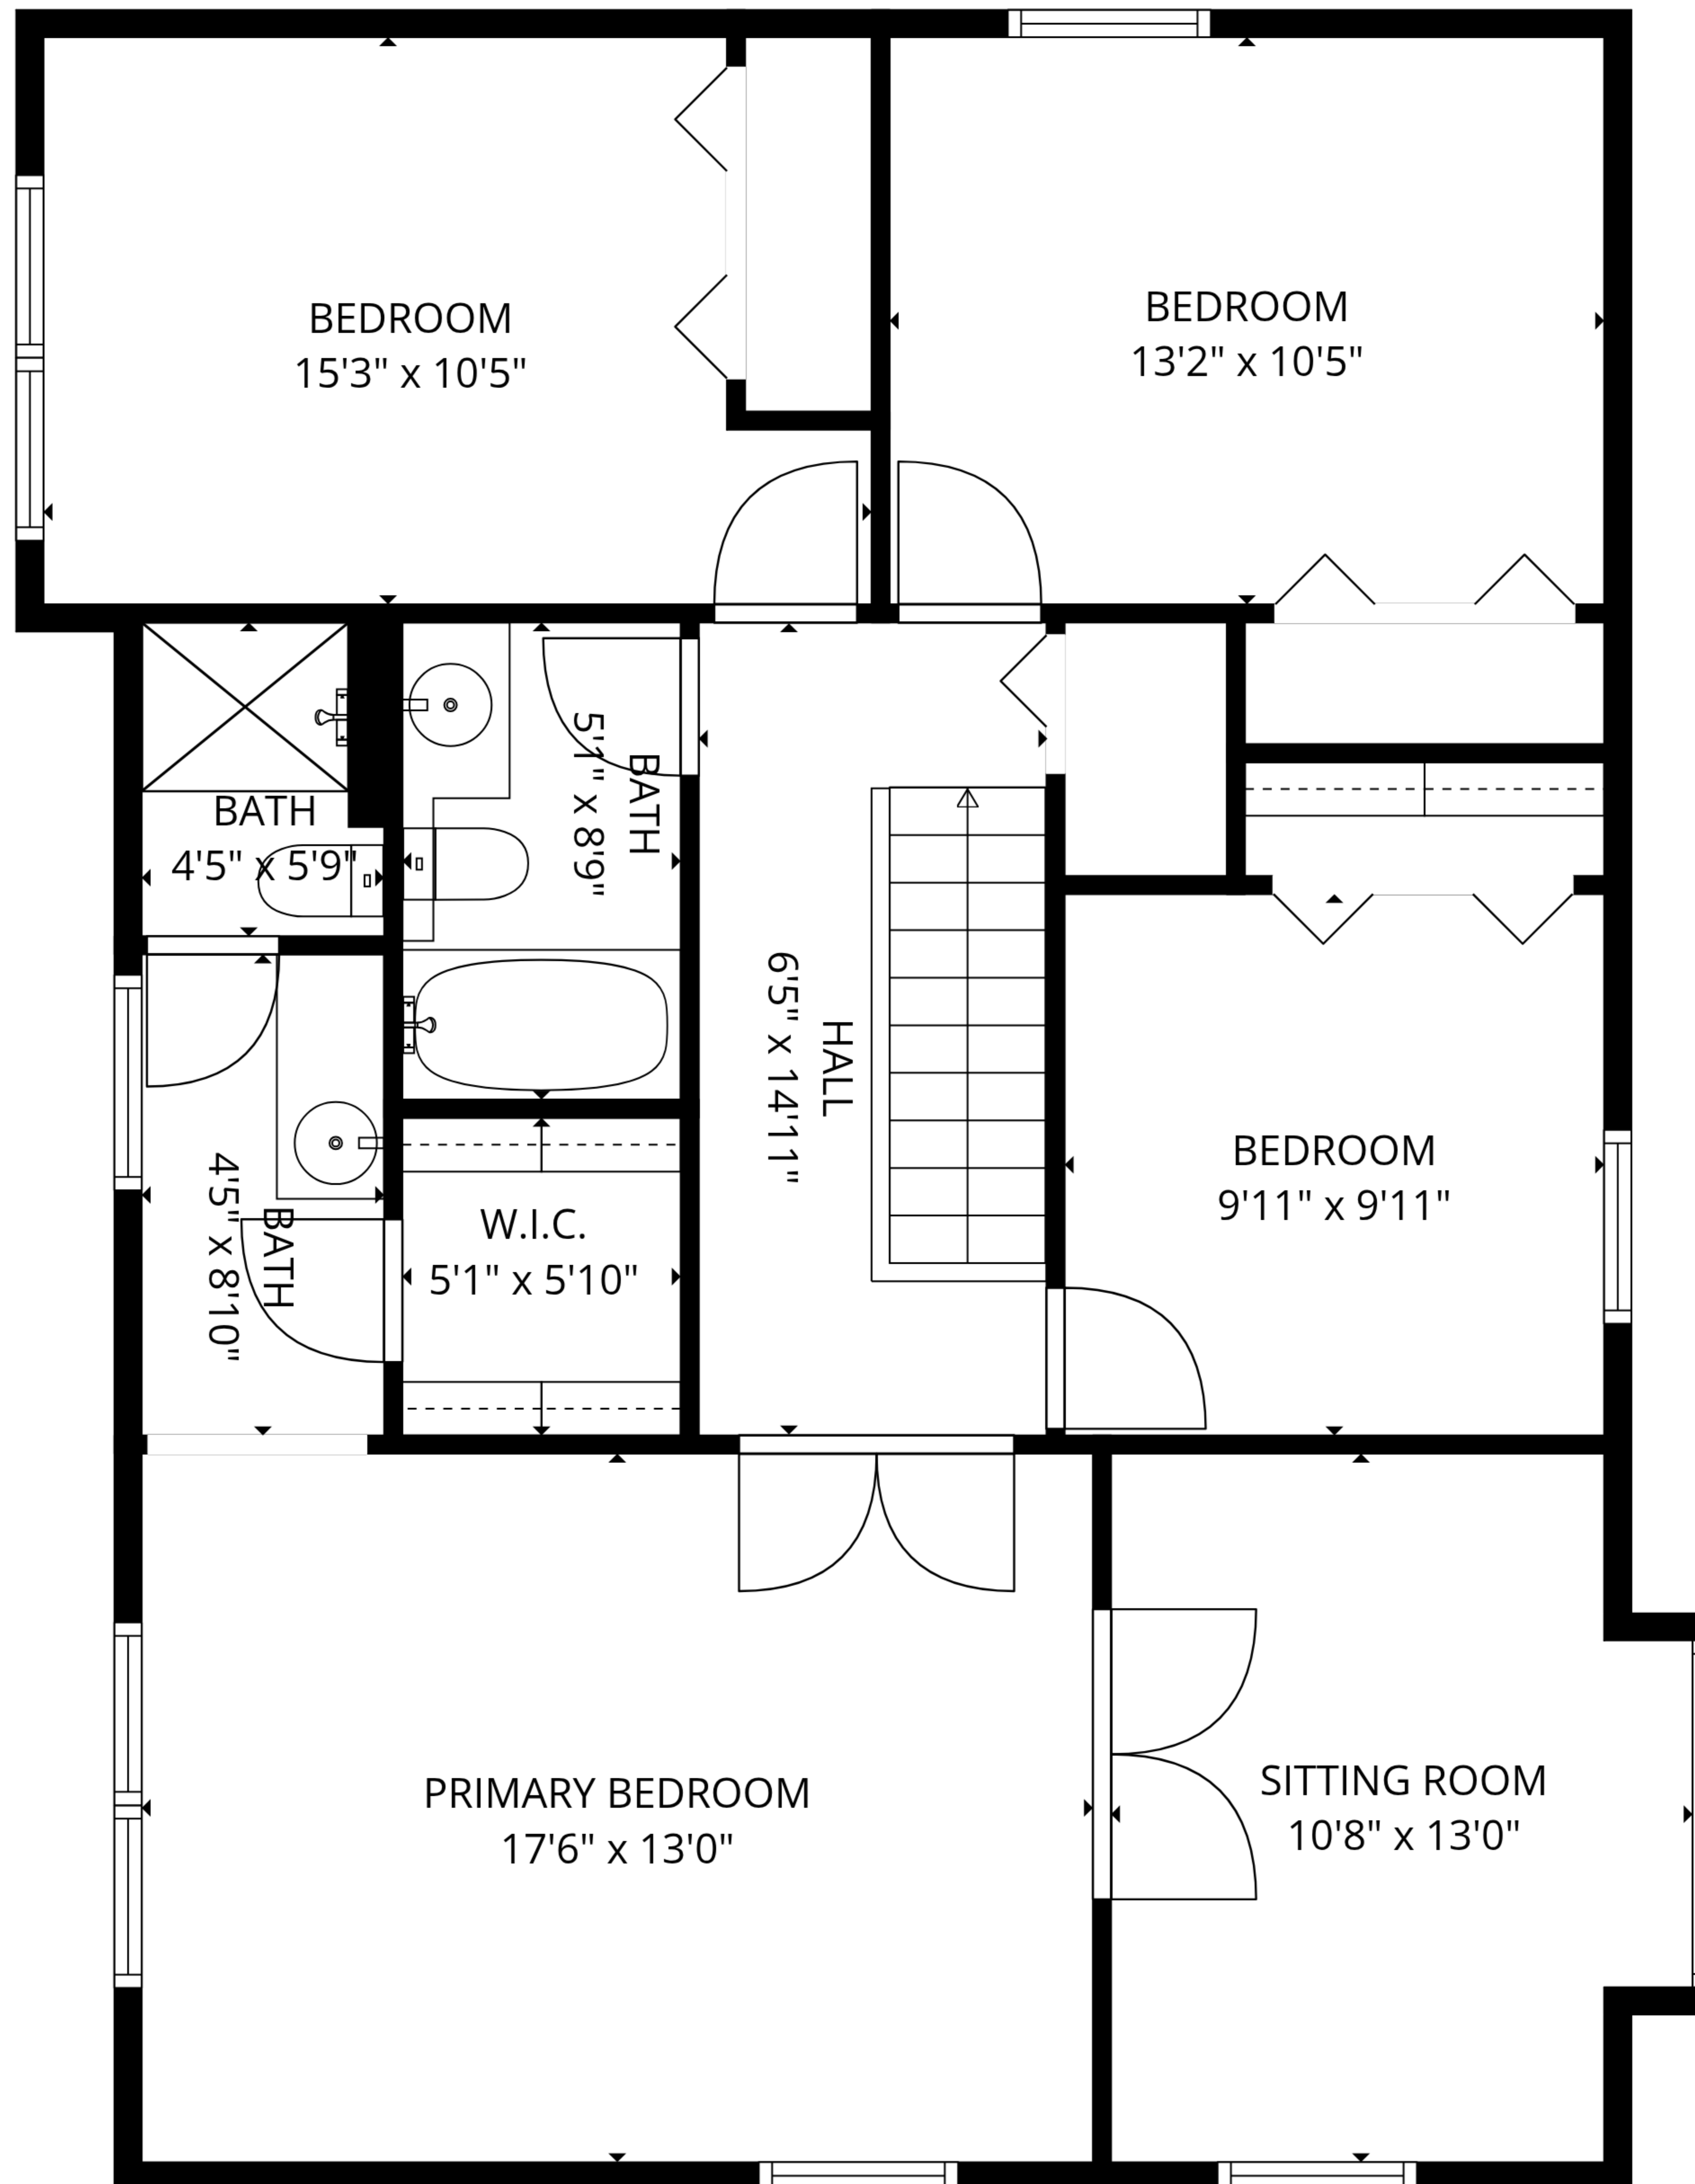 BEDROOM
15'3" x 10'5"
BEDROOM
13'2" x 10'5"
BATH
4'5" x 5'9"
BATH
5'1" x 8'9"
HALL
6'5" x 14'11"
BEDROOM
9'11" x 9'11"
BATH
4'5" x 8'10"
W.I.C.
5'1" x 5'10"
PRIMARY BEDROOM
17'6" x 13'0"
SITTING ROOM
10'8" x 13'0"